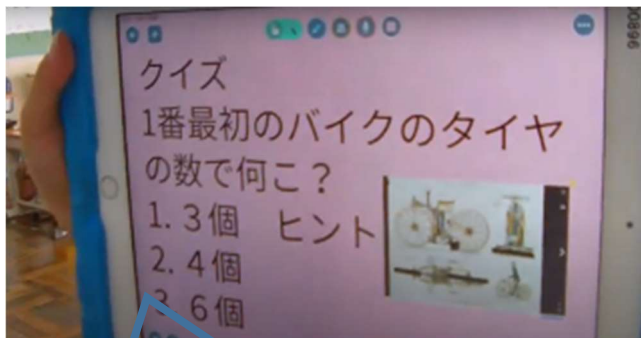 クイズ
1番最初のバイクのタイヤ
の数で何こ？
1. 3個 ヒント
2. 4個
3. 6個